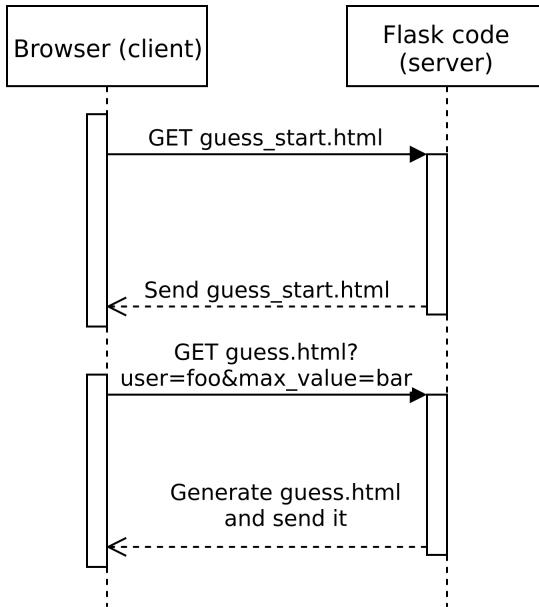 Browser (client)
Flask code
(server)
GET guess_start.html
Send guess_start.html
GET guess.html?
user=foo&max_value=bar
Generate guess.html
and send it